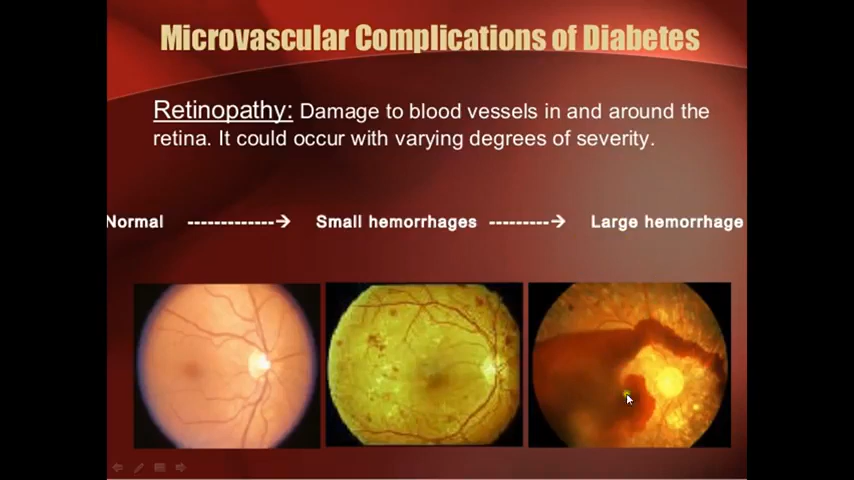 Microvascular Complications of Diabetes
Retinopathy: Damage to blood vessels in and around the
retina. It could occur with varying degrees of severity.
Normal -------------→ Small hemorrhages ---------→ Large hemorrhage